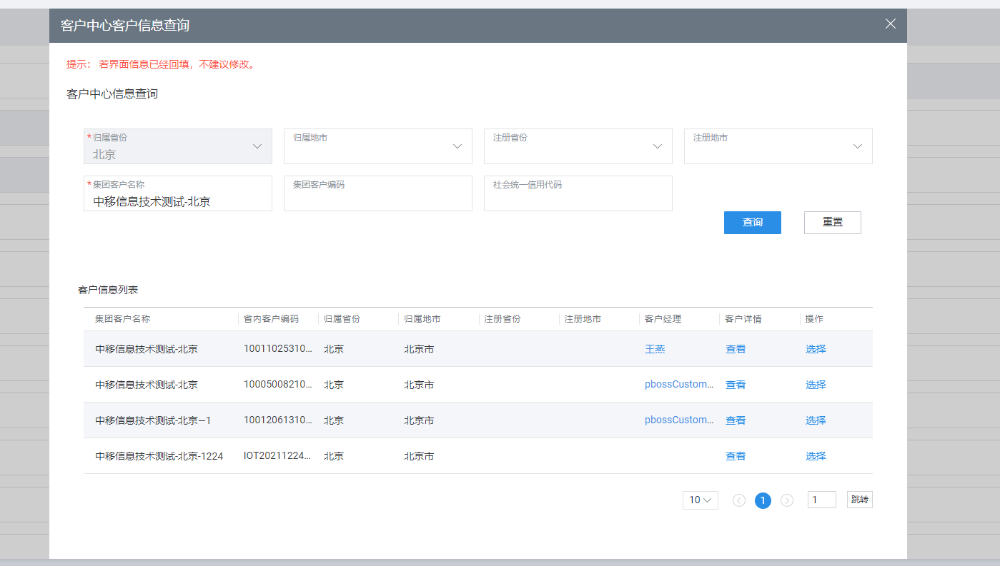 客户中心客户信息查询
提示： 若界面信息已经回填，不建议修改。
客户中心信息查询
*归属省份 归属地市 注册省份 注册地市
北京
*集团客户名称 集团客户编码 社会统一信用代码
中移信息技术测试-北京
查询 重置
客户信息列表
集团客户名称 省内客户编码 归属省份 归属地市 注册省份 注册地市 客户经理 客户详情 操作
中移信息技术测试-北京 10011025310... 北京 北京市 王燕 查看 选择
中移信息技术测试-北京 10005008210... 北京 北京市 pbossCustom... 查看 选择
中移信息技术测试-北京—1 10012061310... 北京 北京市 pbossCustom... 查看 选择
中移信息技术测试-北京-1224 IOT20211224... 北京 北京市 查看 选择
10 1 1 跳转